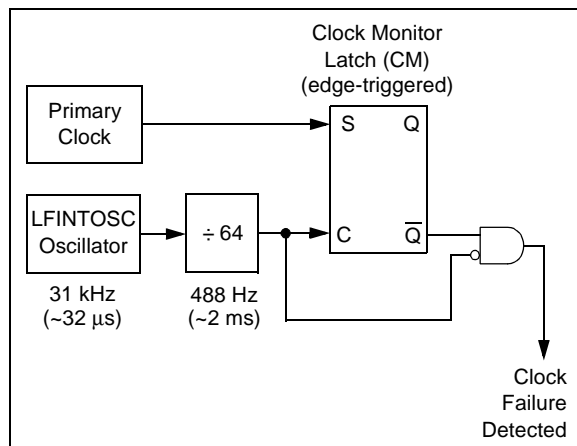 Clock Monitor
Latch (CM)
(edge-triggered)
Primary
Clock
S
Q
LFINTOSC
Oscillator
÷ 64
C
Q̅
31 kHz
(~32 μs)
488 Hz
(~2 ms)
Clock
Failure
Detected